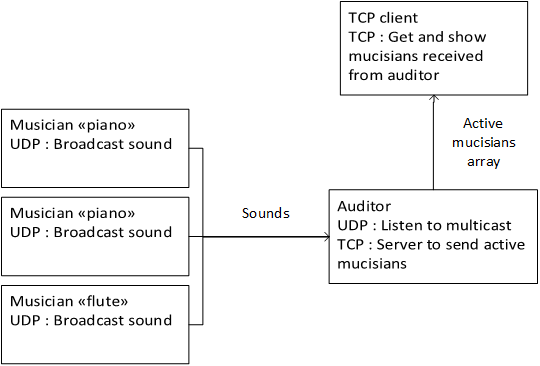 TCP client
TCP : Get and show
mucisians received
from auditor
Musician «piano»
UDP : Broadcast sound
Active
mucisians
array
Musician «piano»
UDP : Broadcast sound
Sounds
Auditor
UDP : Listen to multicast
TCP : Server to send active
mucisians
Musician «flute»
UDP : Broadcast sound